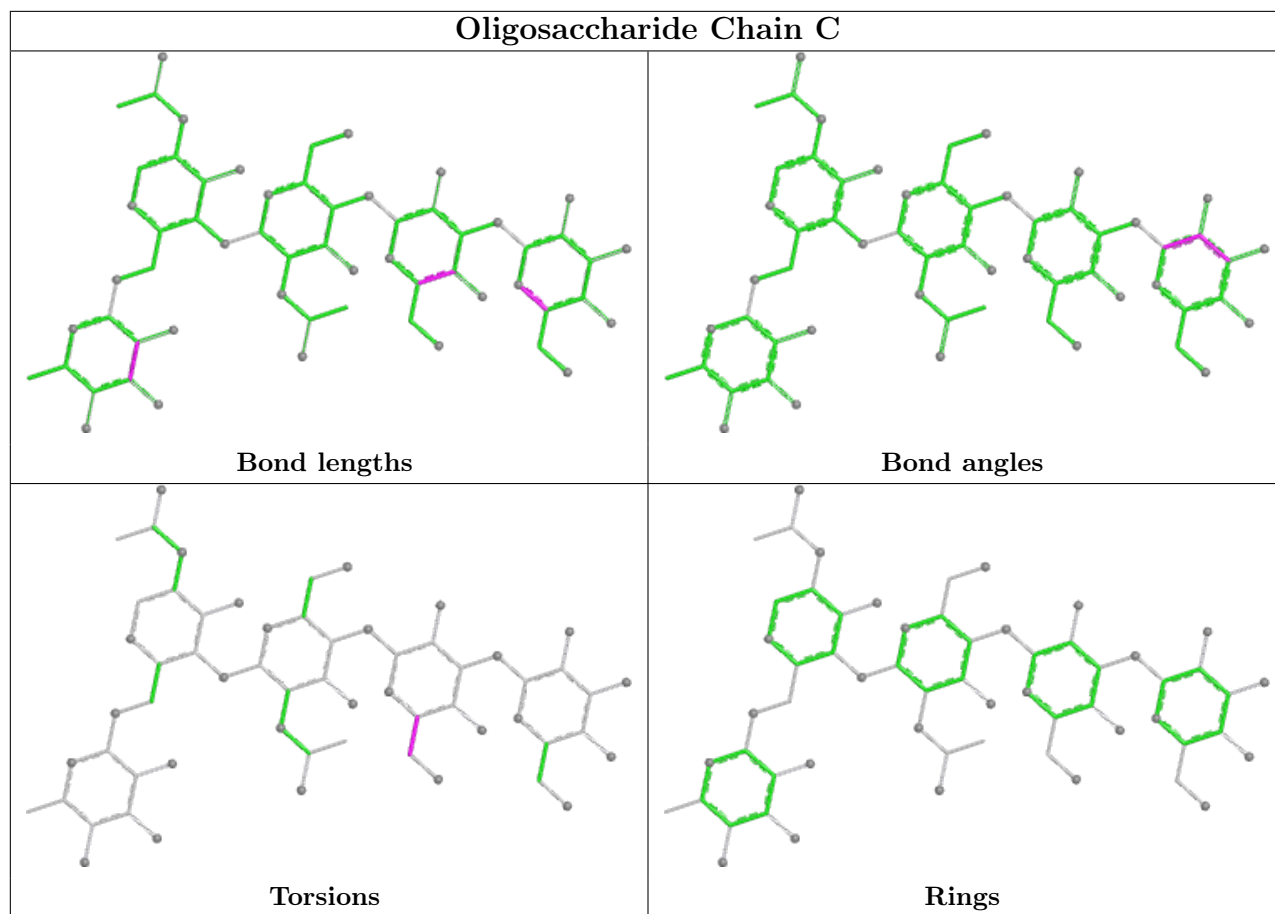 Oligosaccharide Chain C
Bond lengths
Bond angles
Torsions
Rings